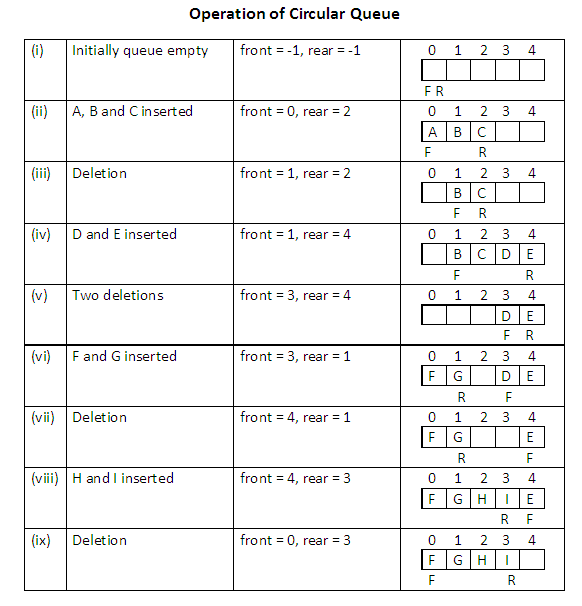 Operation of Circular Queue
(i) Initially queue empty front = -1, rear = -1 0 1 2 3 4
F R
(ii) A, B and C inserted front = 0, rear = 2 0 1 2 3 4
A B C
F R
(iii) Deletion front = 1, rear = 2 0 1 2 3 4
B C
F R
(iv) D and E inserted front = 1, rear = 4 0 1 2 3 4
B C D E
F R
(v) Two deletions front = 3, rear = 4 0 1 2 3 4
D E
F R
(vi) F and G inserted front = 3, rear = 1 0 1 2 3 4
F G D E
R F
(vii) Deletion front = 4, rear = 1 0 1 2 3 4
F G E
R F
(viii) H and I inserted front = 4, rear = 3 0 1 2 3 4
F G H I E
R F
(ix) Deletion front = 0, rear = 3 0 1 2 3 4
F G H I
F R